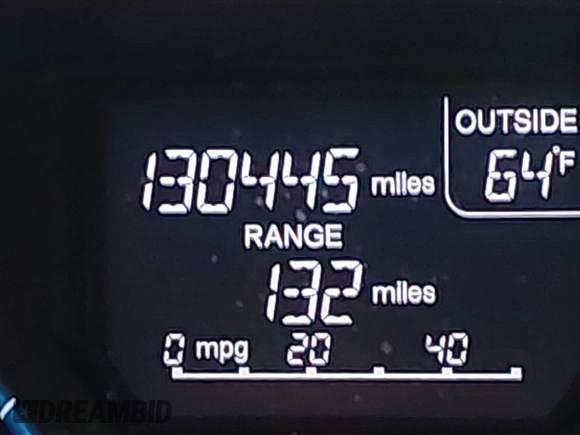 OUTSIDE
64°F
130445 miles
RANGE
132 miles
0 mpg 20 40
DREAMBID